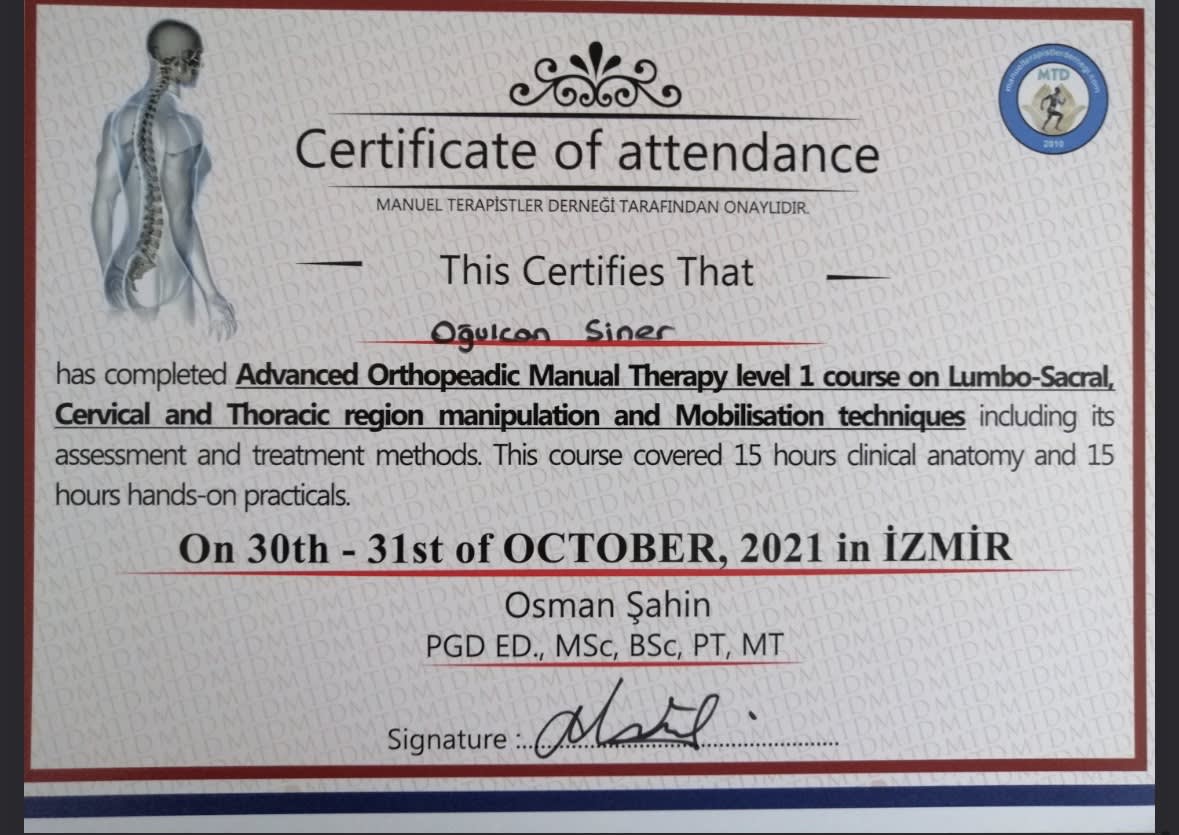 manuelterapistlerdernegi.com
MTD
2010
Certificate of attendance
MANUEL TERAPİSTLER DERNEĞİ TARAFINDAN ONAYLIDIR.
This Certifies That
Oğulcan Siner
has completed Advanced Orthopeadic Manual Therapy level 1 course on Lumbo-Sacral,
Cervical and Thoracic region manipulation and Mobilisation techniques including its
assessment and treatment methods. This course covered 15 hours clinical anatomy and 15
hours hands-on practicals.
On 30th - 31st of OCTOBER, 2021 in İZMİR
Osman Şahin
PGD ED., MSc, BSc, PT, MT
Signature :